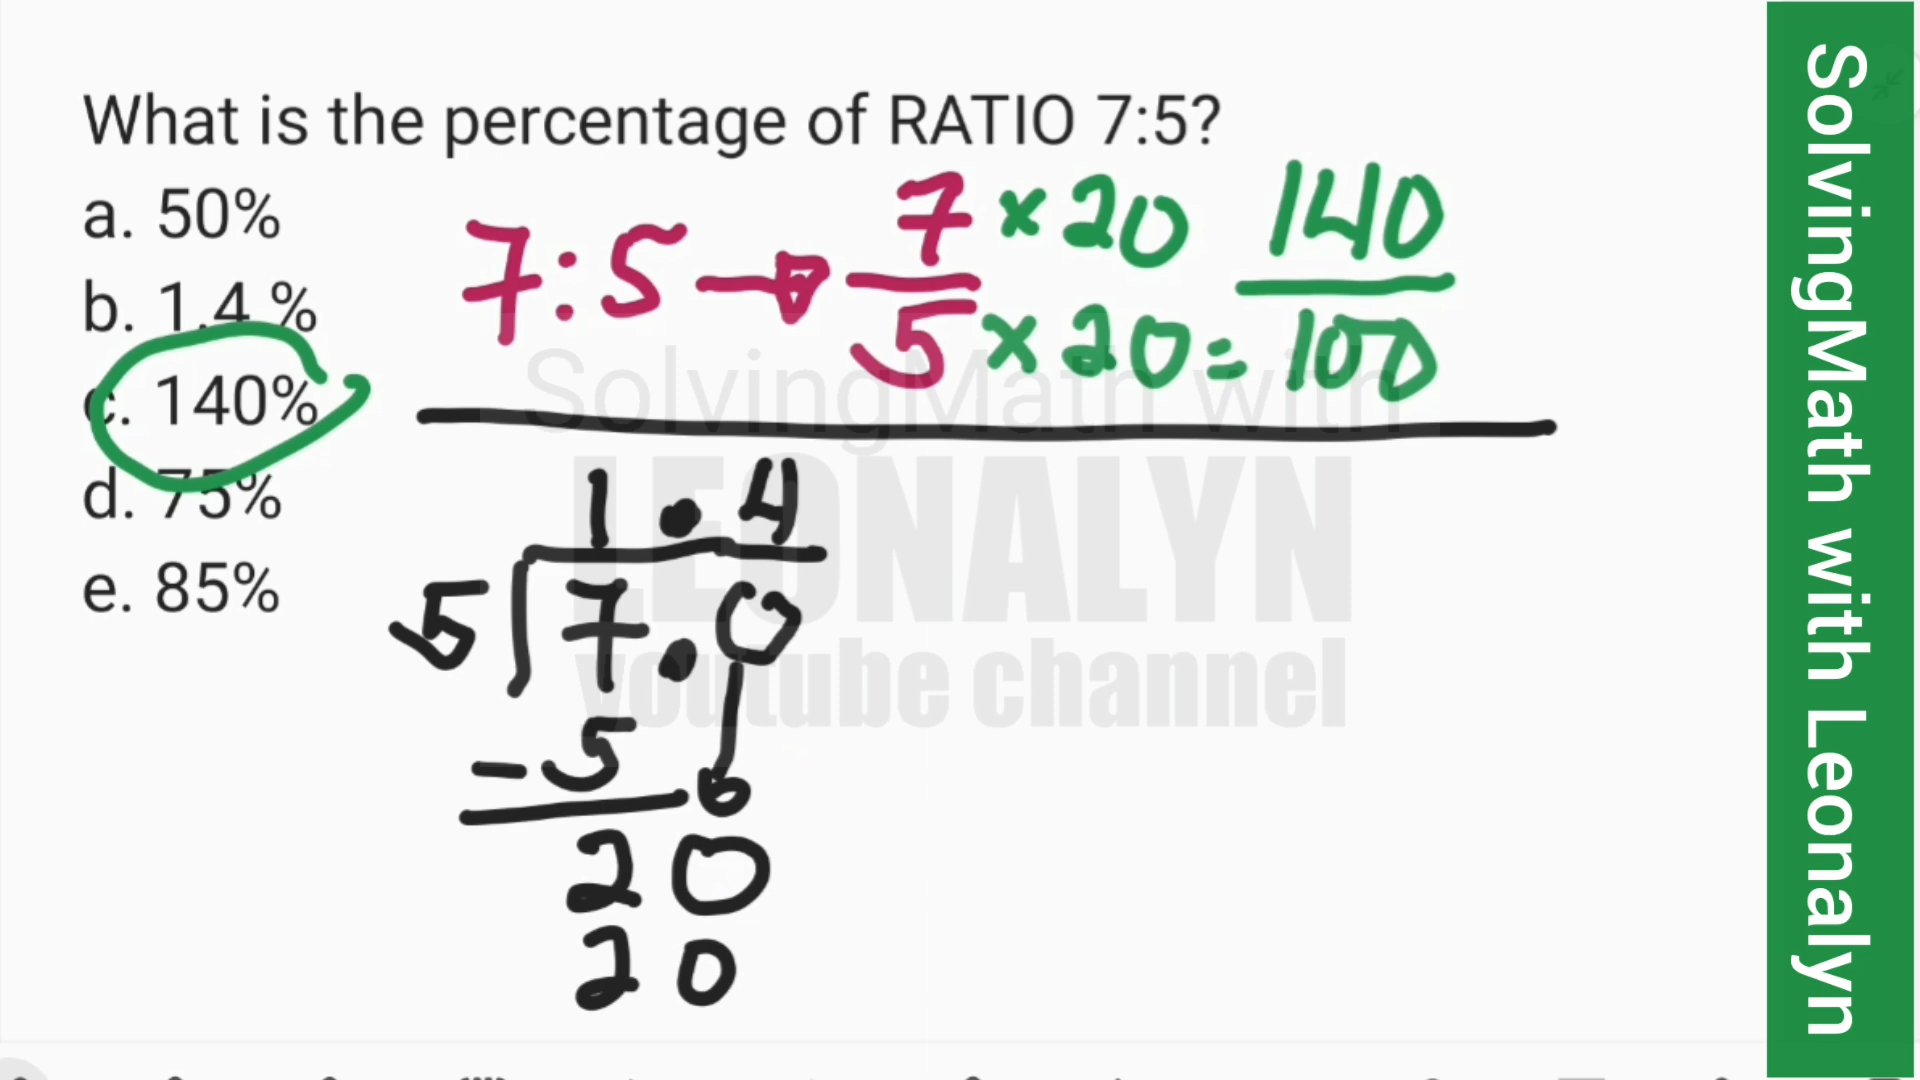 What is the percentage of RATIO 7:5?
a. 50%
b. 1.4 %
c. 140%
d. 75%
e. 85%
7:5 → 7/5 × 20 / × 20 = 140/100
1.4
5 7.0
- 5
20
20
SolvingMath with
LEONALYN
youtube channel
SolvingMath with Leonalyn